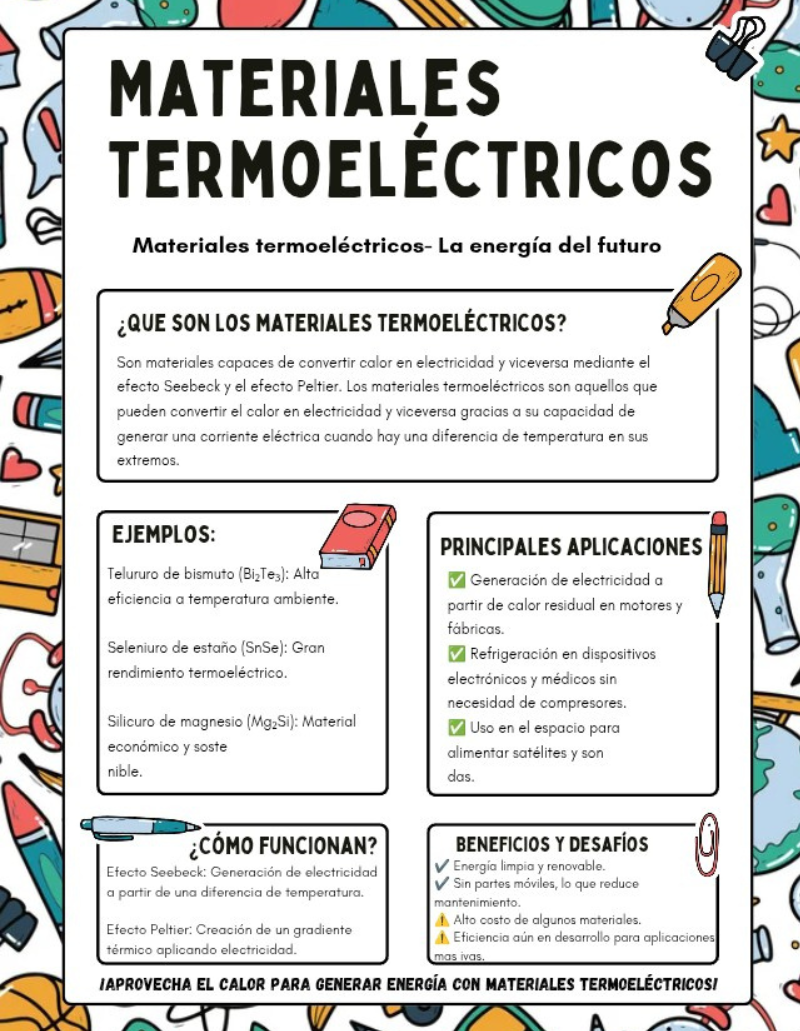 MATERIALES
TERMOELÉCTRICOS
Materiales termoeléctricos- La energía del futuro
¿QUE SON LOS MATERIALES TERMOELÉCTRICOS?
Son materiales capaces de convertir calor en electricidad y viceversa mediante el
efecto Seebeck y el efecto Peltier. Los materiales termoeléctricos son aquellos que
pueden convertir el calor en electricidad y viceversa gracias a su capacidad de
generar una corriente eléctrica cuando hay una diferencia de temperatura en sus
extremos.
EJEMPLOS:
Telururo de bismuto (Bi₂Te₃): Alta
eficiencia a temperatura ambiente.
Seleniuro de estaño (SnSe): Gran
rendimiento termoeléctrico.
Silicuro de magnesio (Mg₂Si): Material
económico y soste
nible.
PRINCIPALES APLICACIONES
✅ Generación de electricidad a
partir de calor residual en motores y
fábricas.
✅ Refrigeración en dispositivos
electrónicos y médicos sin
necesidad de compresores.
✅ Uso en el espacio para
alimentar satélites y son
das.
¿CÓMO FUNCIONAN?
Efecto Seebeck: Generación de electricidad
a partir de una diferencia de temperatura.
Efecto Peltier: Creación de un gradiente
térmico aplicando electricidad.
BENEFICIOS Y DESAFÍOS
✔ Energía limpia y renovable.
✔ Sin partes móviles, lo que reduce
mantenimiento.
⚠ Alto costo de algunos materiales.
⚠ Eficiencia aún en desarrollo para aplicaciones
mas ivas.
¡APROVECHA EL CALOR PARA GENERAR ENERGÍA CON MATERIALES TERMOELÉCTRICOS!